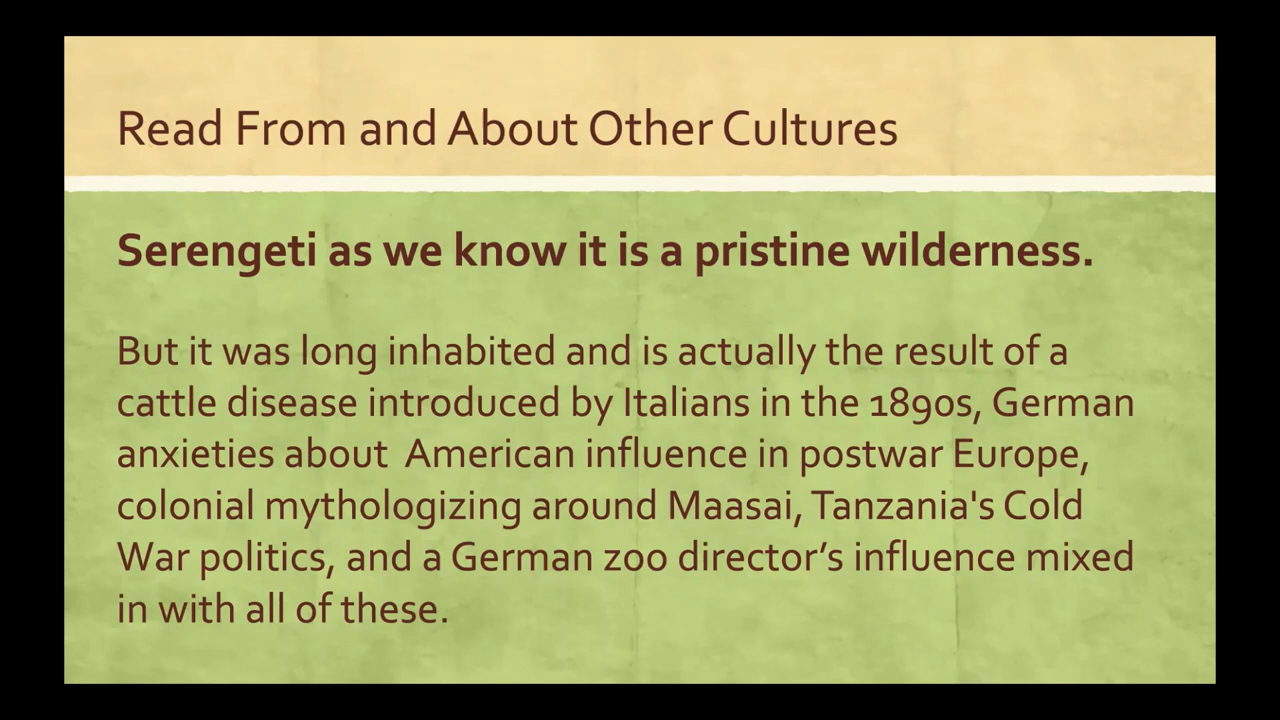 Read From and About Other Cultures
Serengeti as we know it is a pristine wilderness.
But it was long inhabited and is actually the result of a
cattle disease introduced by Italians in the 1890s, German
anxieties about  American influence in postwar Europe,
colonial mythologizing around Maasai, Tanzania's Cold
War politics, and a German zoo director’s influence mixed
in with all of these.